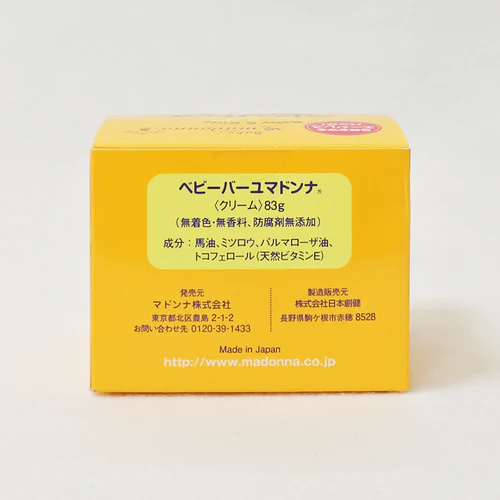 ベビーバーユマドンナ®
〈クリーム〉83g
(無着色・無香料、防腐剤無添加)
成分：馬油、ミツロウ、パルマローザ油、
トコフェロール(天然ビタミンE)
発売元
マドンナ株式会社
東京都北区豊島 2-1-2
お問い合わせ先 0120-39-1433
製造販売元
株式会社日本創健
長野県駒ケ根市赤穂 8528
Made in Japan
http://www.madonna.co.jp